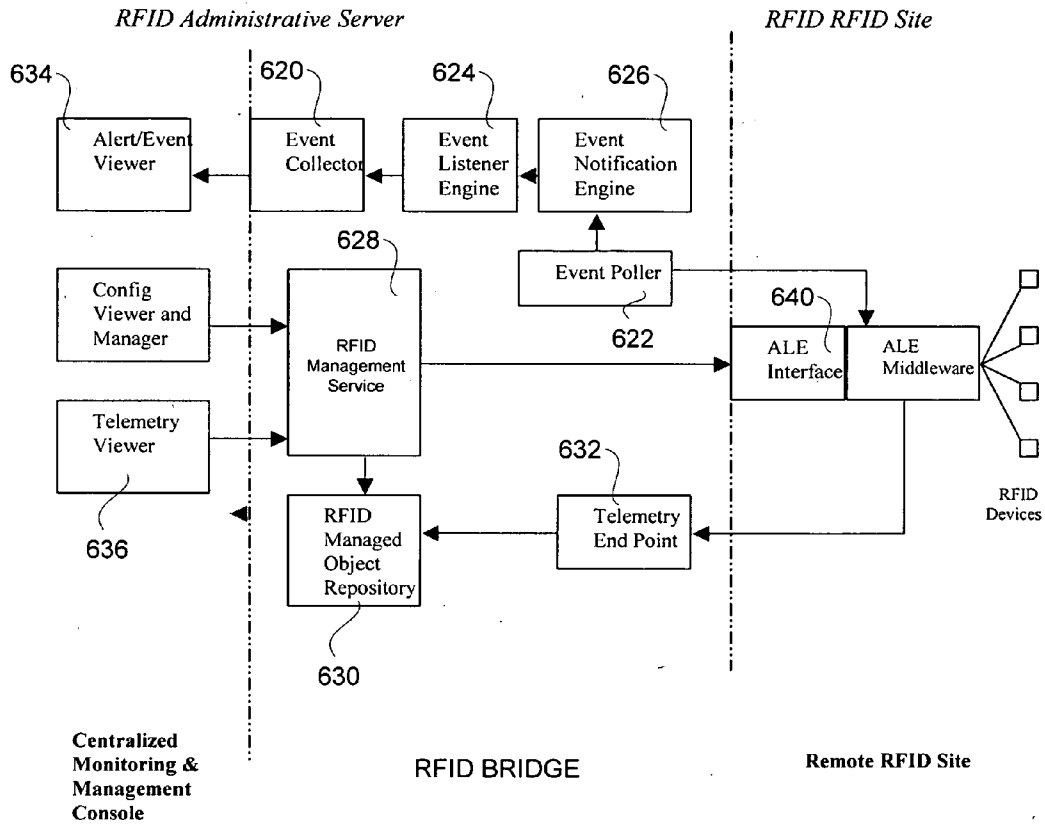 RFID Administrative Server
RFID RFID Site
634
620
624
626
Alert/Event
Viewer
Event
Collector
Event
Listener
Engine
Event
Notification
Engine
628
Config
Viewer and
Manager
Event Poller
622
640
RFID
Management
Service
ALE
Interface
ALE
Middleware
Telemetry
Viewer
636
632
RFID
Managed
Object
Repository
Telemetry
End Point
RFID
Devices
630
Centralized
Monitoring &
Management
Console
RFID BRIDGE
Remote RFID Site